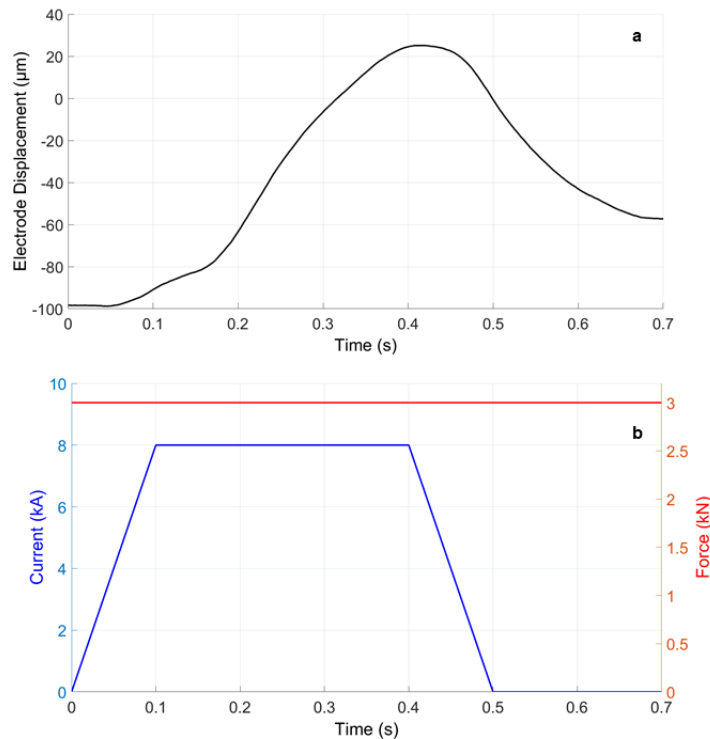 a
Electrode Displacement (μm)
40
20
0
-20
-40
-60
-80
-100
0 0.1 0.2 0.3 0.4 0.5 0.6 0.7
Time (s)
b
Current (kA)
10
8
6
4
2
0
Force (kN)
3
2.5
2
1.5
1
0.5
0
0 0.1 0.2 0.3 0.4 0.5 0.6 0.7
Time (s)